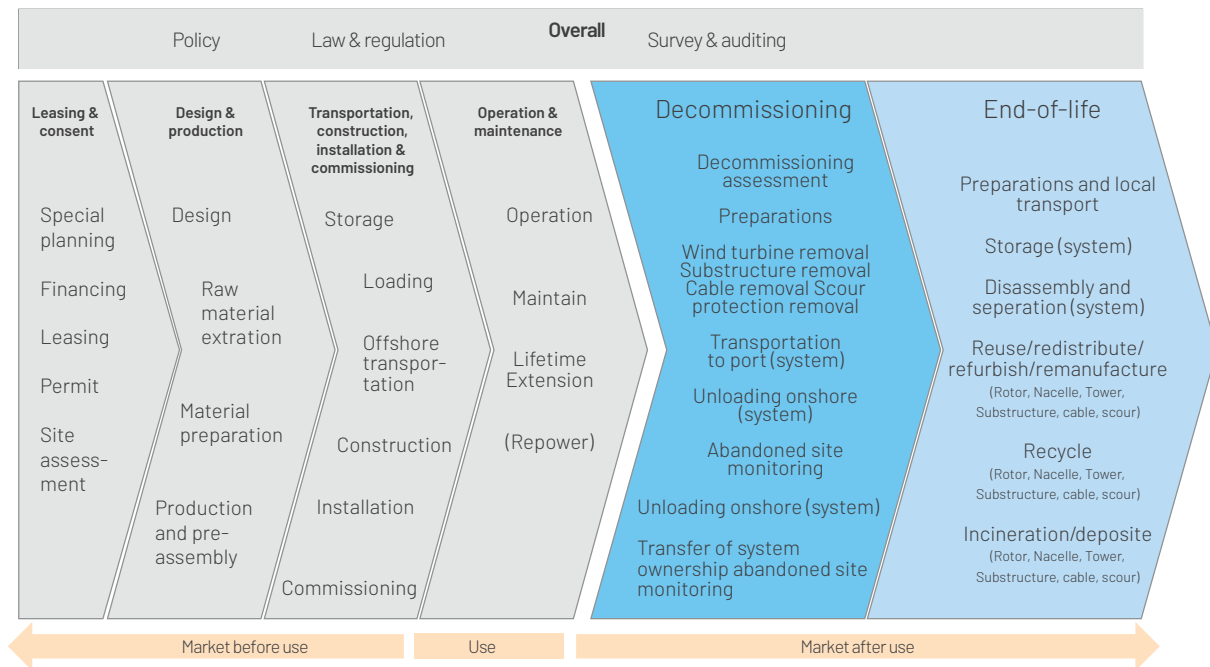 Overall
Policy
Law & regulation
Survey & auditing
Leasing &
consent
Special
planning
Financing
Leasing
Permit
Site
assess-
ment
Design &
production
Design
Raw
material
extration
Material
preparation
Production
and pre-
assembly
Transportation,
construction,
installation &
commissioning
Storage
Loading
Offshore
transpor-
tation
Construction
Installation
Commissioning
Operation &
maintenance
Operation
Maintain
Lifetime
Extension
(Repower)
Decommissioning
Decommissioning
assessment
Preparations
Wind turbine removal
Substructure removal
Cable removal Scour
protection removal
Transportation
to port (system)
Unloading onshore
(system)
Abandoned site
monitoring
Unloading onshore (system)
Transfer of system
ownership abandoned site
monitoring
End-of-life
Preparations and local
transport
Storage (system)
Disassembly and
seperation (system)
Reuse/redistribute/
refurbish/remanufacture
(Rotor, Nacelle, Tower,
Substructure, cable, scour)
Recycle
(Rotor, Nacelle, Tower,
Substructure, cable, scour)
Incineration/deposite
(Rotor, Nacelle, Tower,
Substructure, cable, scour)
Market before use
Use
Market after use